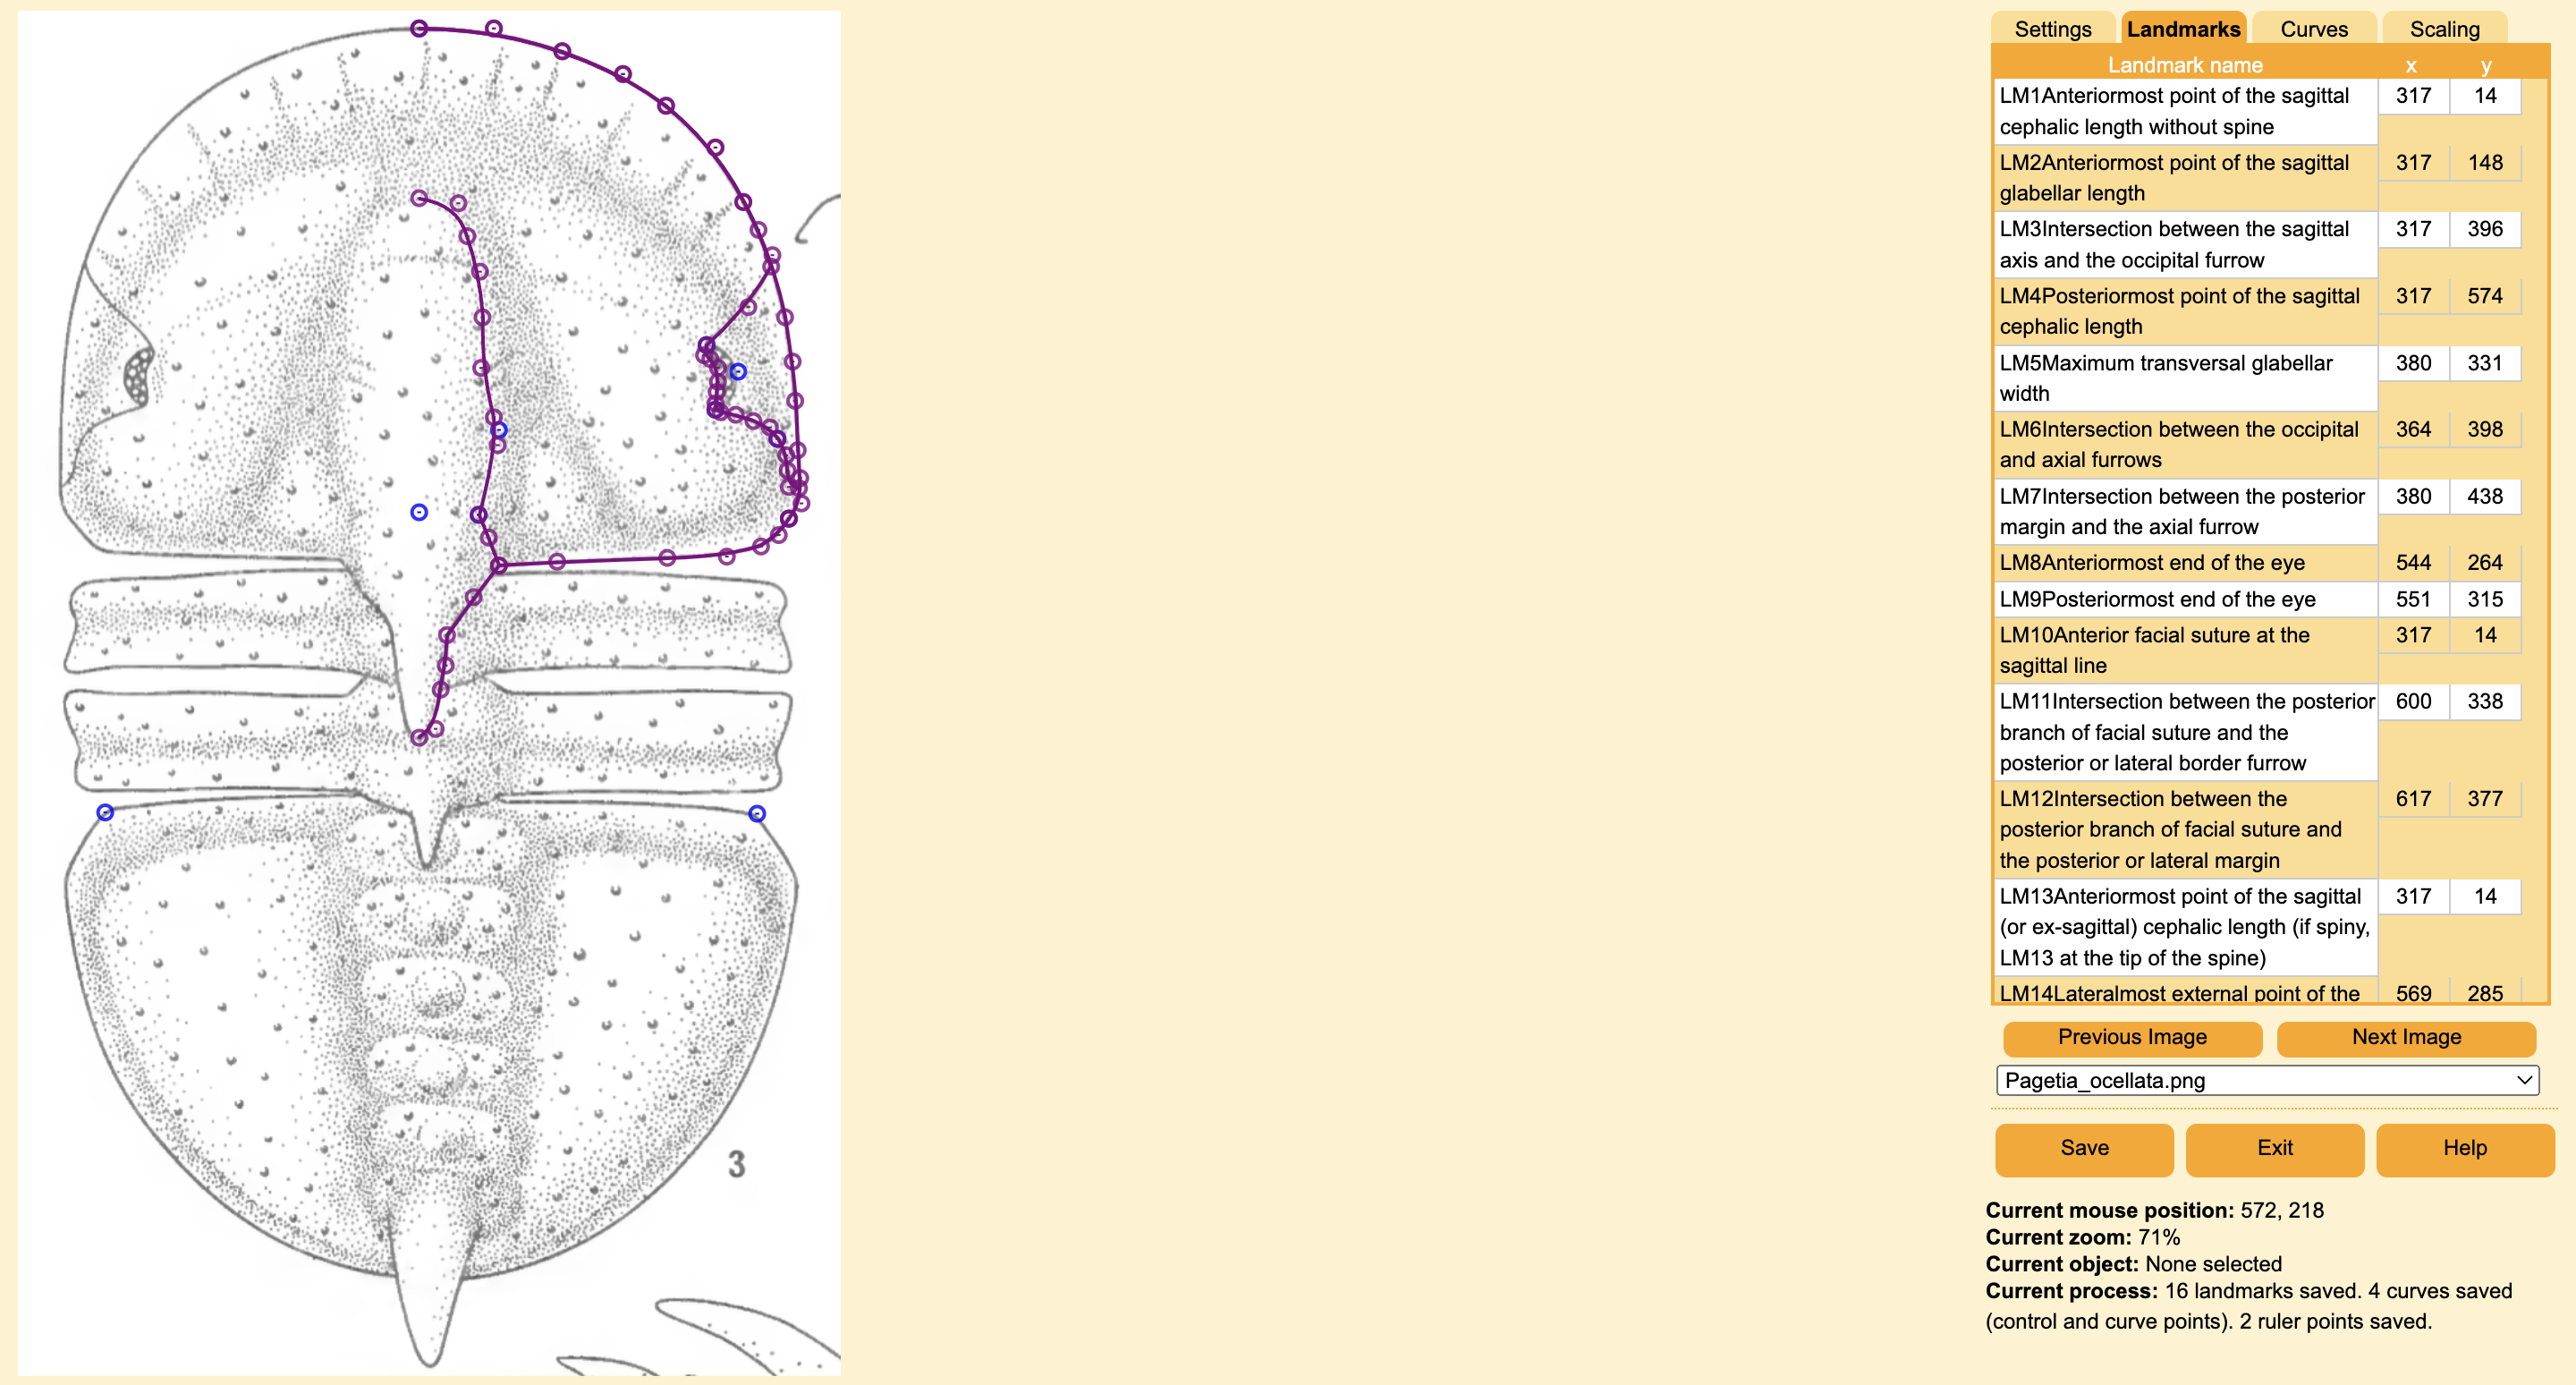 3
Settings
Landmarks
Curves
Scaling
Landmark name x y
LM1Anteriormost point of the sagittal 317 14
cephalic length without spine
LM2Anteriormost point of the sagittal 317 148
glabellar length
LM3Intersection between the sagittal 317 396
axis and the occipital furrow
LM4Posteriormost point of the sagittal 317 574
cephalic length
LM5Maximum transversal glabellar 380 331
width
LM6Intersection between the occipital 364 398
and axial furrows
LM7Intersection between the posterior 380 438
margin and the axial furrow
LM8Anteriormost end of the eye 544 264
LM9Posteriormost end of the eye 551 315
LM10Anterior facial suture at the 317 14
sagittal line
LM11Intersection between the posterior 600 338
branch of facial suture and the
posterior or lateral border furrow
LM12Intersection between the 617 377
posterior branch of facial suture and
the posterior or lateral margin
LM13Anteriormost point of the sagittal 317 14
(or ex-sagittal) cephalic length (if spiny,
LM13 at the tip of the spine)
LM14Lateralmost external point of the 569 285
Previous Image
Next Image
Pagetia_ocellata.png
Save
Exit
Help
Current mouse position: 572, 218
Current zoom: 71%
Current object: None selected
Current process: 16 landmarks saved. 4 curves saved
(control and curve points). 2 ruler points saved.